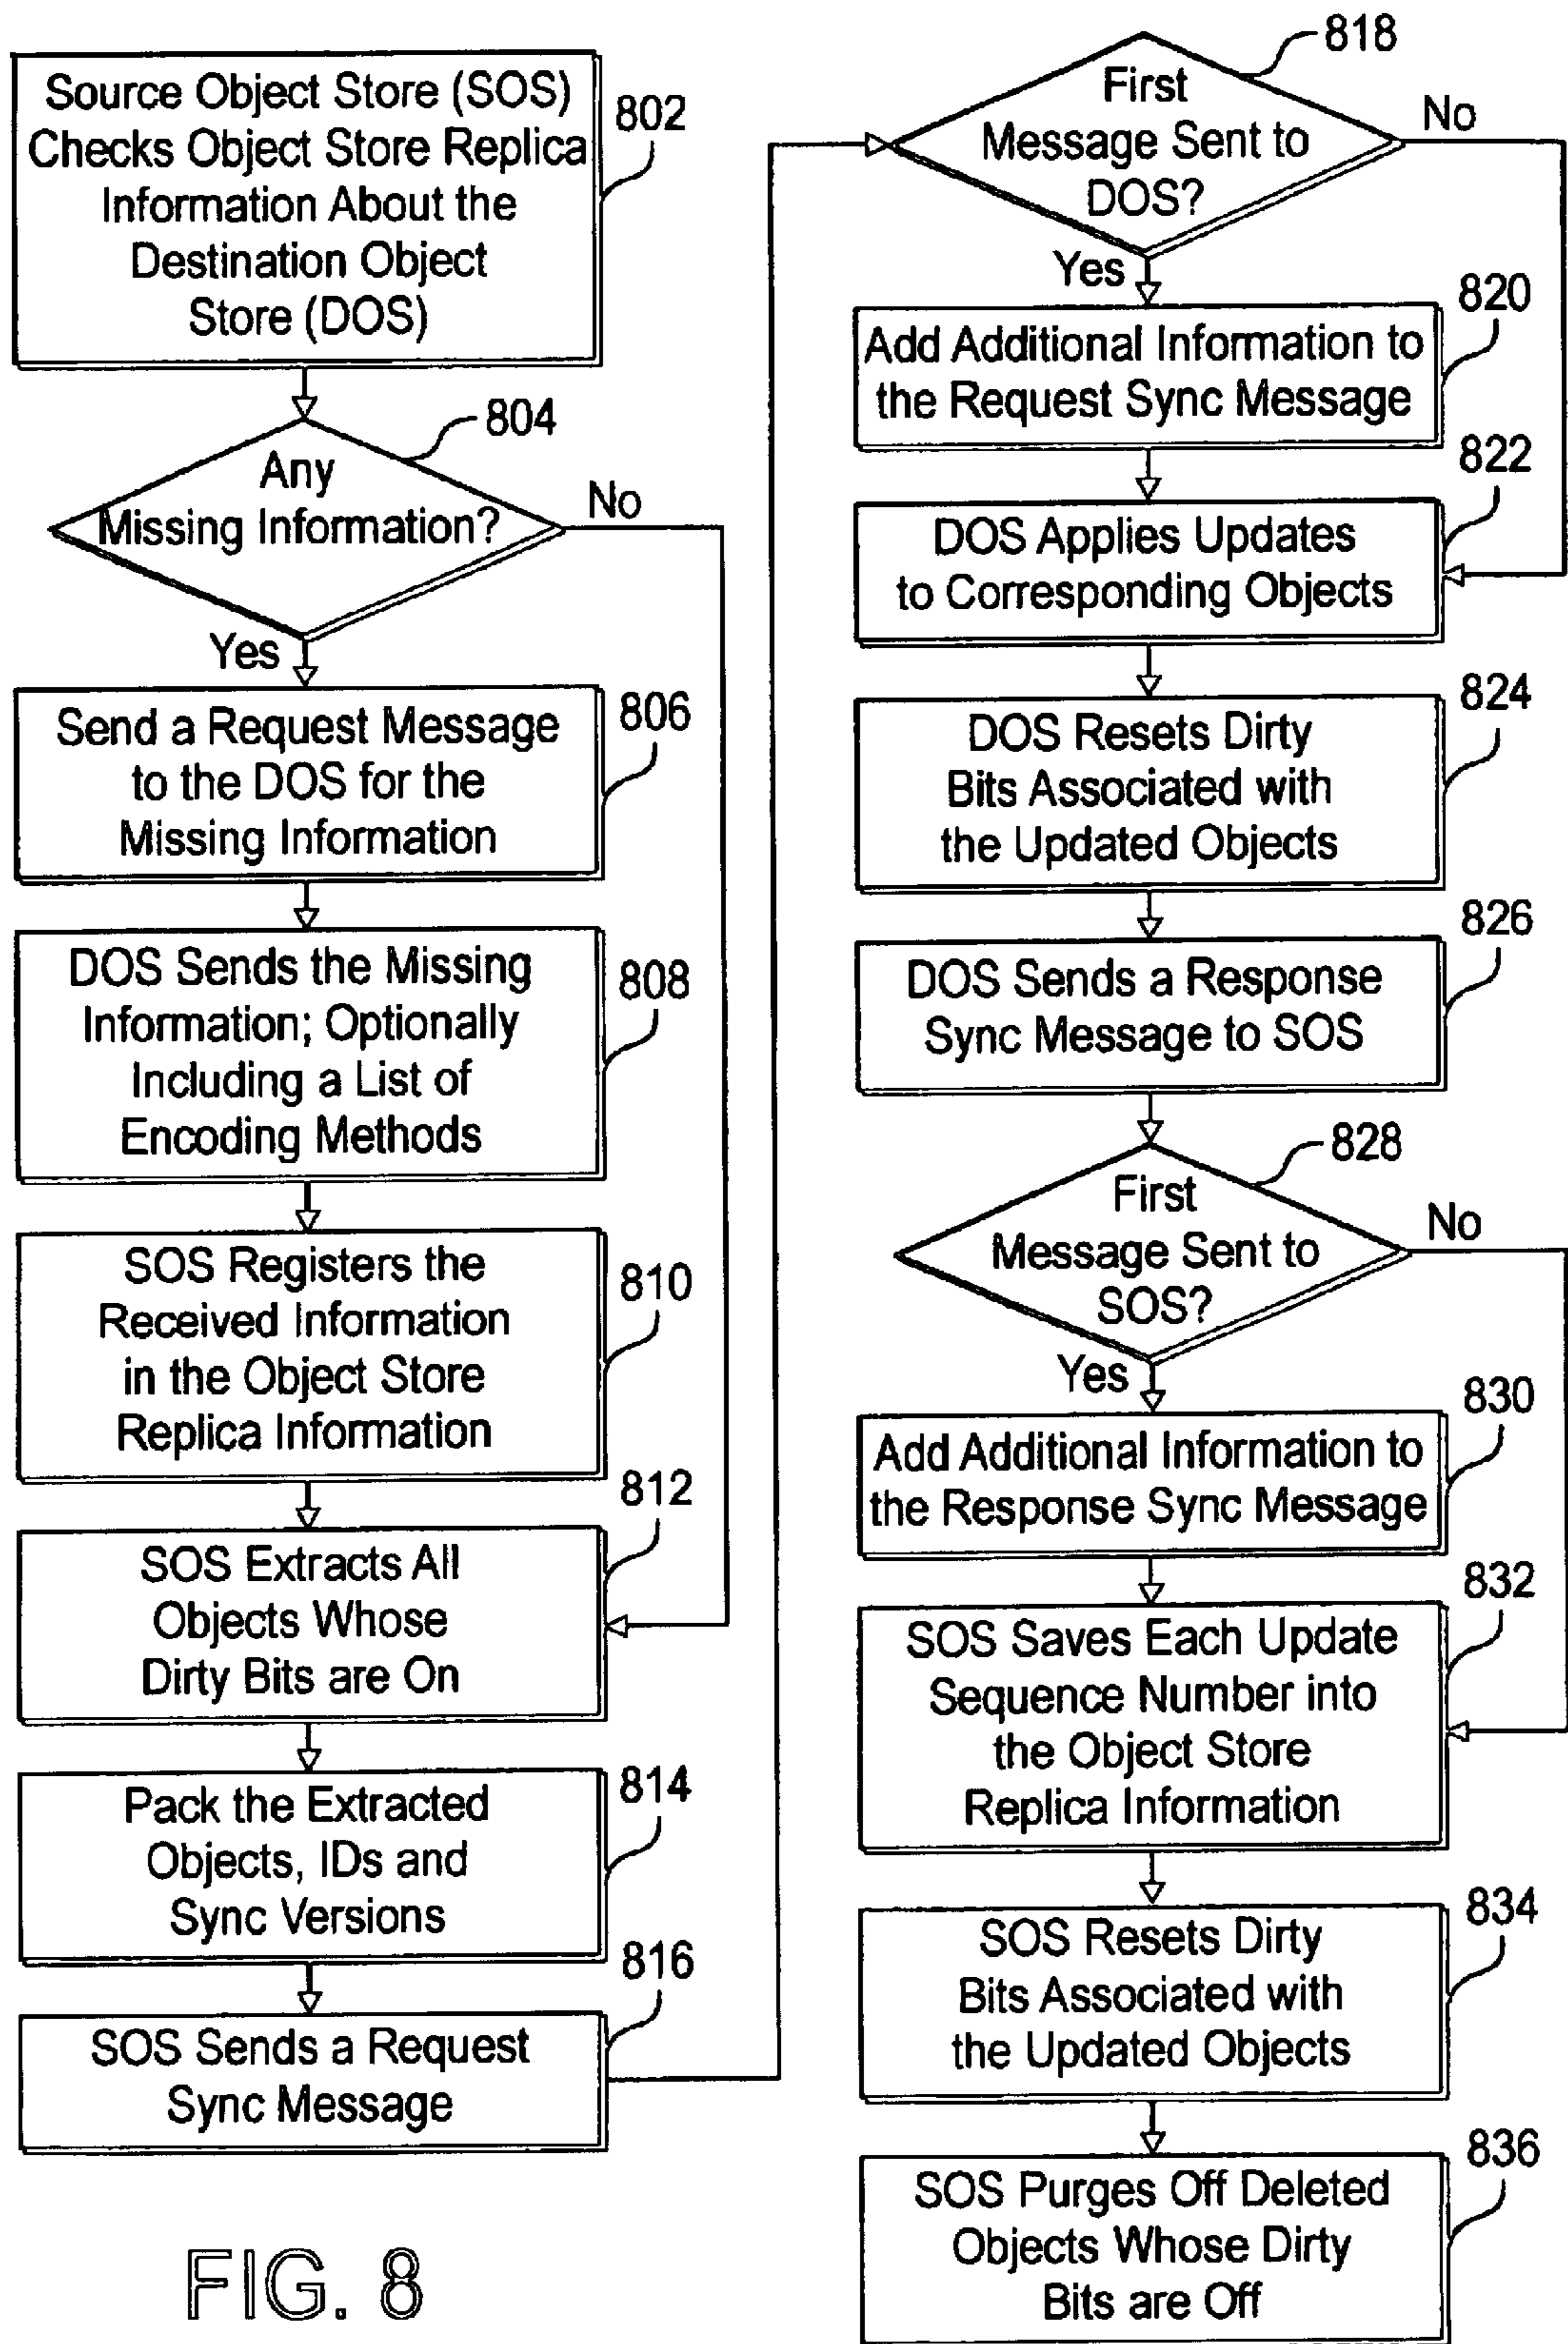 Source Object Store (SOS)
Checks Object Store Replica
Information About the
Destination Object
Store (DOS)
802
804
Any
Missing Information?
No
Yes
Send a Request Message
to the DOS for the
Missing Information
806
DOS Sends the Missing
Information; Optionally
Including a List of
Encoding Methods
808
SOS Registers the
Received Information
in the Object Store
Replica Information
810
812
SOS Extracts All
Objects Whose
Dirty Bits are On
Pack the Extracted
Objects, IDs and
Sync Versions
814
816
SOS Sends a Request
Sync Message
818
First
Message Sent to
DOS?
No
Yes
820
Add Additional Information to
the Request Sync Message
822
DOS Applies Updates
to Corresponding Objects
824
DOS Resets Dirty
Bits Associated with
the Updated Objects
826
DOS Sends a Response
Sync Message to SOS
828
First
Message Sent to
SOS?
No
Yes
830
Add Additional Information to
the Response Sync Message
832
SOS Saves Each Update
Sequence Number into
the Object Store
Replica Information
834
SOS Resets Dirty
Bits Associated with
the Updated Objects
836
SOS Purges Off Deleted
Objects Whose Dirty
Bits are Off
FIG. 8